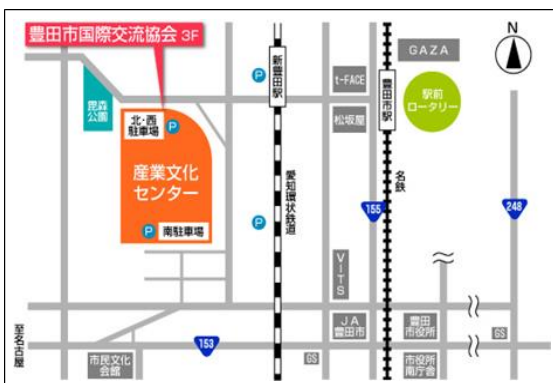 豊田市国際交流協会 3F
N
GAZA
新豊田駅
P
t-FACE
豊田市駅
駅前
ロータリー
毘森
公園
北・西
駐車場
P
松坂屋
産業文化
センター
愛知環状鉄道
名鉄
155
248
P
南駐車場
P
VITS
JA
豊田市
豊田
市役所
GS
至名古屋
153
市民文化
会館
GS
市役所
南庁舎